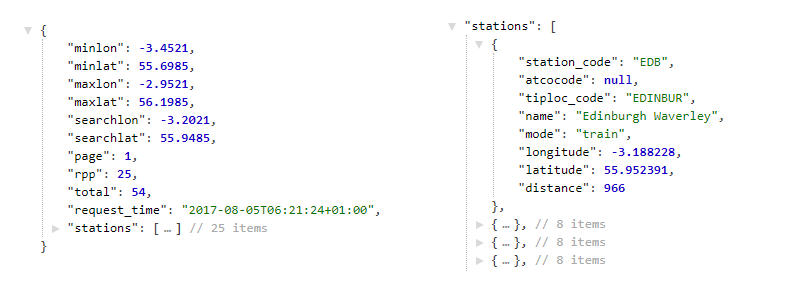 {
"minlon": -3.4521,
"minlat": 55.6985,
"maxlon": -2.9521,
"maxlat": 56.1985,
"searchlon": -3.2021,
"searchlat": 55.9485,
"page": 1,
"rpp": 25,
"total": 54,
"request_time": "2017-08-05T06:21:24+01:00",
"stations": [ … ] // 25 items
}
"stations": [
{
"station_code": "EDB",
"atcocode": null,
"tiploc_code": "EDINBUR",
"name": "Edinburgh Waverley",
"mode": "train",
"longitude": -3.188228,
"latitude": 55.952391,
"distance": 966
},
{ … }, // 8 items
{ … }, // 8 items
{ … }, // 8 items